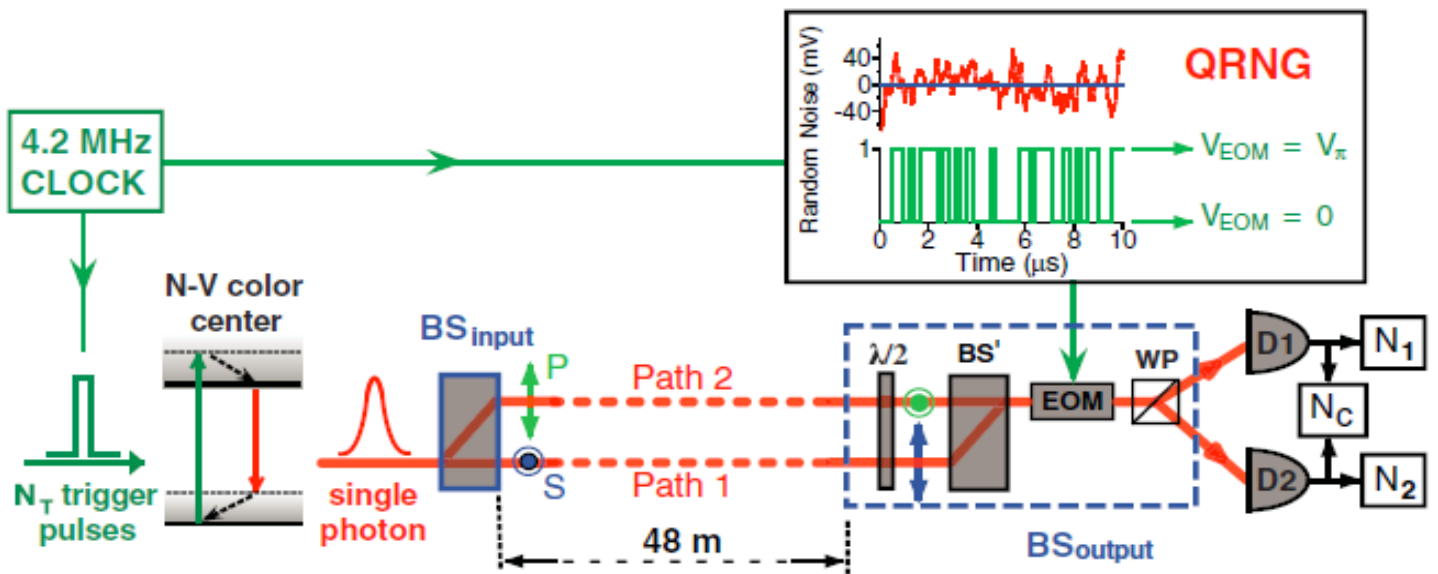 QRNG
Random Noise (mV)
40
0
-40
Random Number
1
0 2 4 6 8 10
Time (μs)
V_EOM = V_π
V_EOM = 0
4.2 MHz
CLOCK
N-V color
center
N_T trigger
pulses
single
photon
BS_input
P
S
Path 2
Path 1
48 m
λ/2
BS'
EOM
WP
BS_output
D1
D2
N_1
N_C
N_2